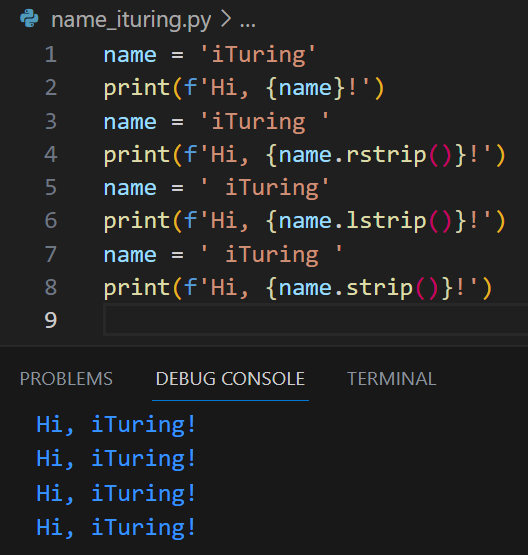 name_ituring.py > ...
1 name = 'iTuring'
2 print(f'Hi, {name}!')
3 name = 'iTuring '
4 print(f'Hi, {name.rstrip()}!')
5 name = ' iTuring'
6 print(f'Hi, {name.lstrip()}!')
7 name = ' iTuring '
8 print(f'Hi, {name.strip()}!')
9
PROBLEMS DEBUG CONSOLE TERMINAL
Hi, iTuring!
Hi, iTuring!
Hi, iTuring!
Hi, iTuring!